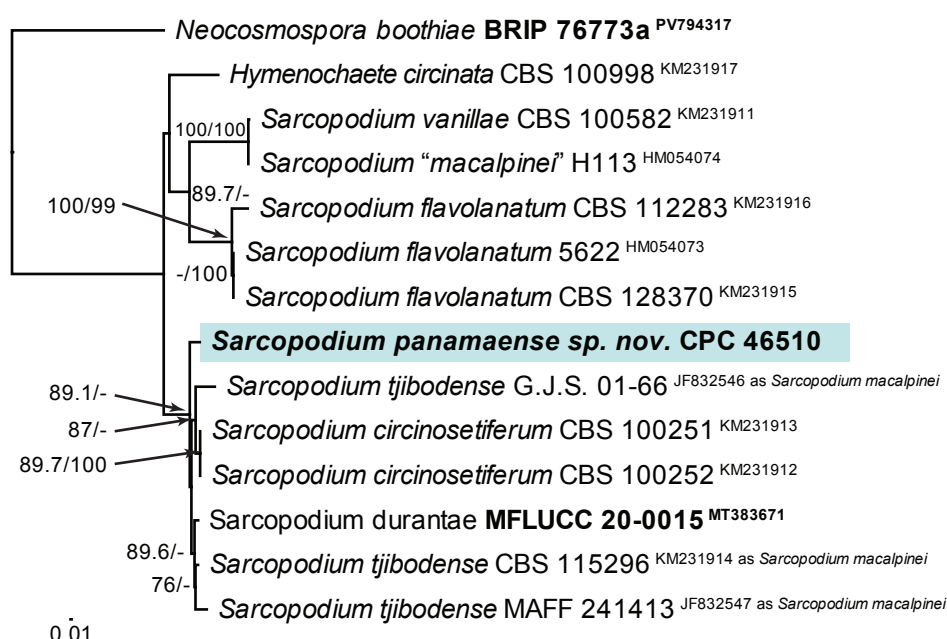 Neocosmospora boothiae BRIP 76773a PV794317
Hymenochaete circinata CBS 100998 KM231917
100/100
Sarcopodium vanillae CBS 100582 KM231911
Sarcopodium “macalpinei” H113 HM054074
89.7/-
100/99
Sarcopodium flavolanatum CBS 112283 KM231916
Sarcopodium flavolanatum 5622 HM054073
-/100
Sarcopodium flavolanatum CBS 128370 KM231915
Sarcopodium panamaense sp. nov. CPC 46510
89.1/-
Sarcopodium tjibodense G.J.S. 01-66 JF832546 as Sarcopodium macalpinei
87/-
Sarcopodium circinosetiferum CBS 100251 KM231913
89.7/100
Sarcopodium circinosetiferum CBS 100252 KM231912
Sarcopodium durantae MFLUCC 20-0015 MT383671
89.6/-
Sarcopodium tjibodense CBS 115296 KM231914 as Sarcopodium macalpinei
76/-
Sarcopodium tjibodense MAFF 241413 JF832547 as Sarcopodium macalpinei
0.01